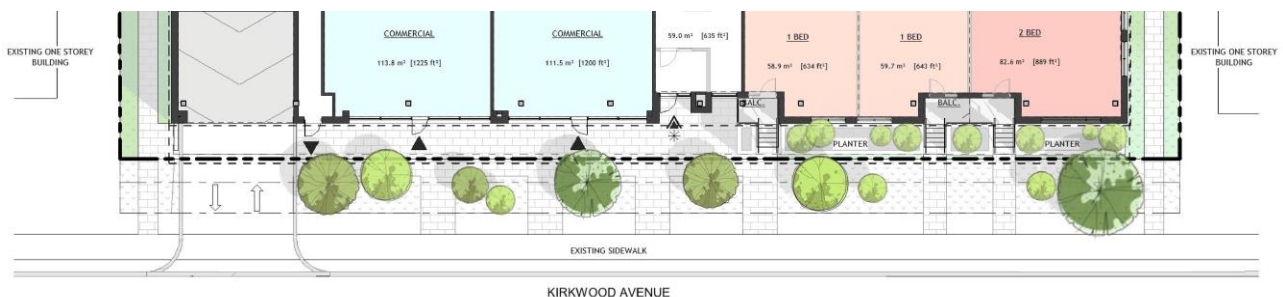 EXISTING ONE STOREY
BUILDING
COMMERCIAL
113.8 m² [1225 ft²]
COMMERCIAL
111.5 m² [1200 ft²]
59.0 m² [635 ft²]
1 BED
58.9 m² [634 ft²]
1 BED
59.7 m² [643 ft²]
2 BED
82.6 m² [889 ft²]
EXISTING ONE STOREY
BUILDING
BALC.
BALC.
PLANTER
PLANTER
EXISTING SIDEWALK
KIRKWOOD AVENUE